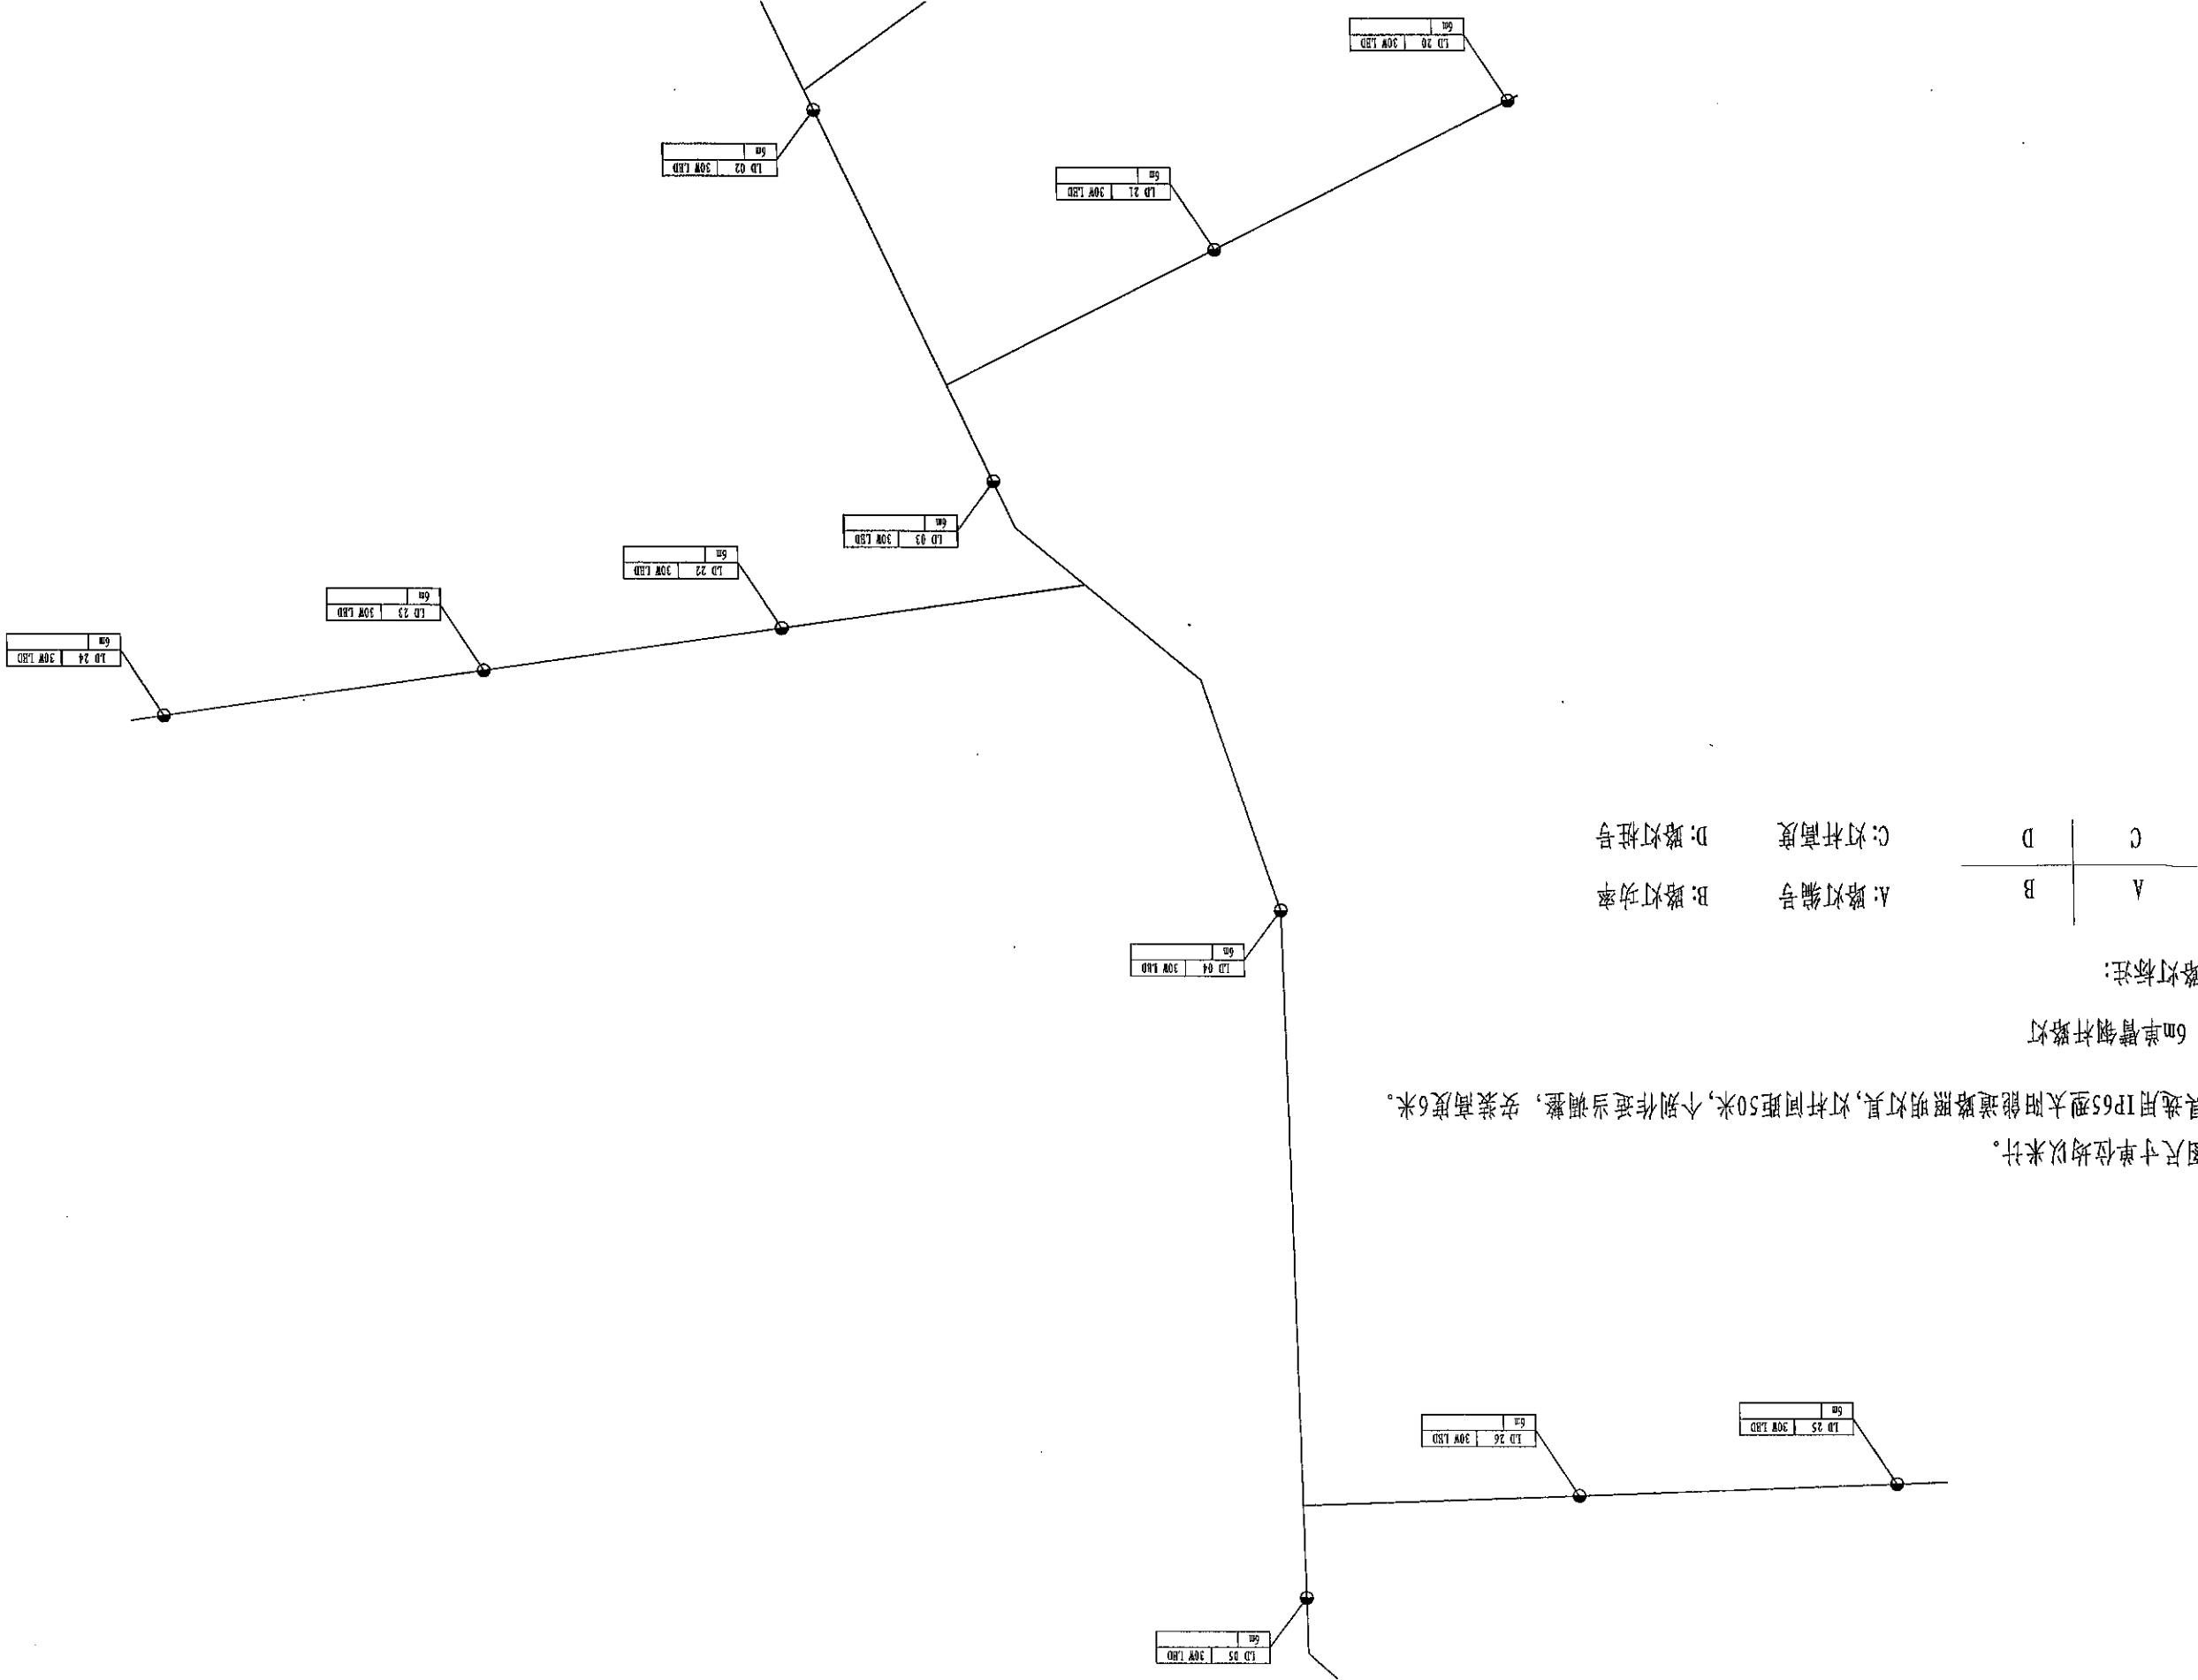 LD 05 30W LED
6m
LD 25 30W LED
6m
LD 26 30W LED
6m
图尺寸单位均以米计。
具选用IP65型太阳能道路照明灯具,灯杆间距50米,个别作适当调整, 安装高度6米。
6m单臂钢杆路灯
路灯标注:
A B A:路灯编号 B:路灯功率
C D C:灯杆高度 D:路灯桩号
LD 04 30W LED
6m
LD 24 30W LED
6m
LD 23 30W LED
6m
LD 22 30W LED
6m
LD 03 30W LED
6m
LD 21 30W LED
6m
LD 02 30W LED
6m
LD 20 30W LED
6m